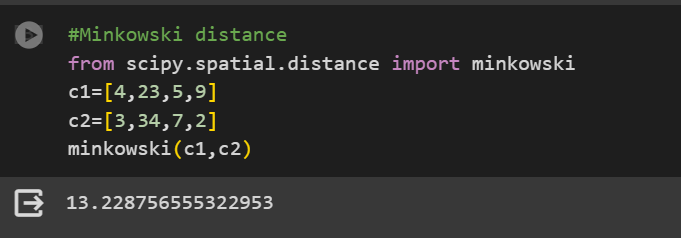 #Minkowski distance
from scipy.spatial.distance import minkowski
c1=[4,23,5,9]
c2=[3,34,7,2]
minkowski(c1,c2)
13.228756555322953